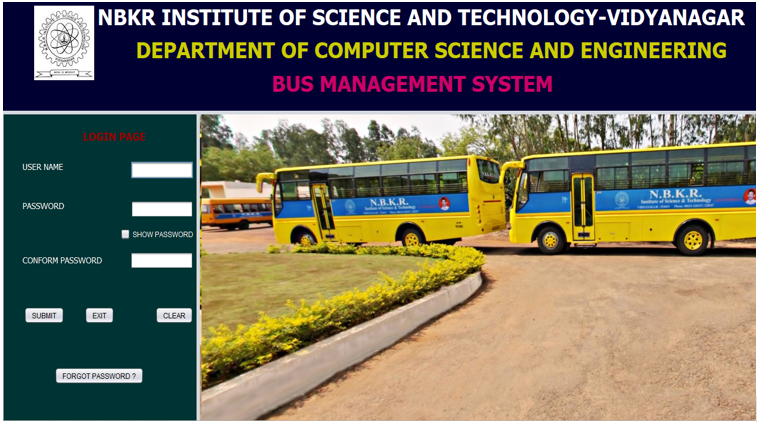 NBKR INSTITUTE OF SCIENCE AND TECHNOLOGY-VIDYANAGAR
DEPARTMENT OF COMPUTER SCIENCE AND ENGINEERING
BUS MANAGEMENT SYSTEM
LOGIN PAGE
USER NAME
PASSWORD
SHOW PASSWORD
CONFORM PASSWORD
SUBMIT EXIT CLEAR
FORGOT PASSWORD ?
N.B.K.R.
Institute of Science & Technology
N.B.K.R.
Institute of Science & Technology